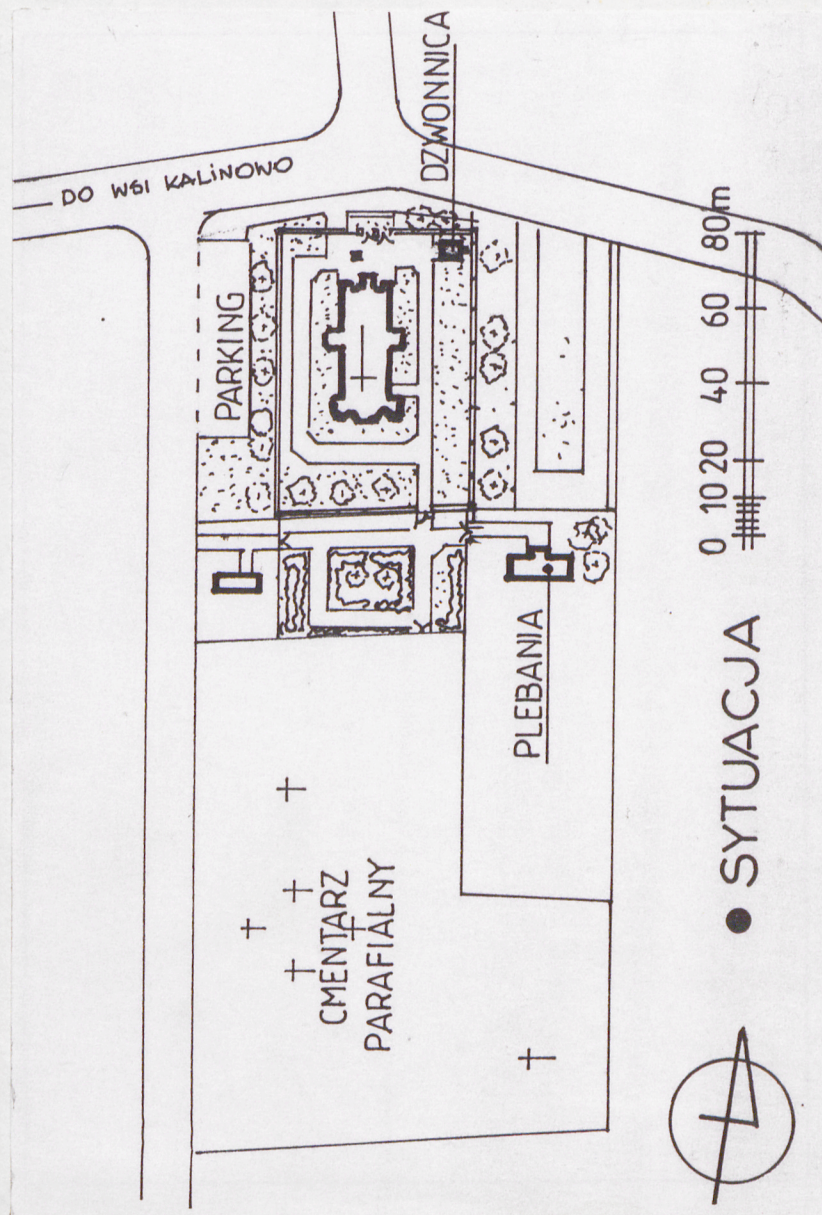 DO WSI KALINOWO
DZWONNICA
PARKING
PLEBANIA
CMENTARZ
PARAFIALNY
0 10 20 40 60 80m
• SYTUACJA